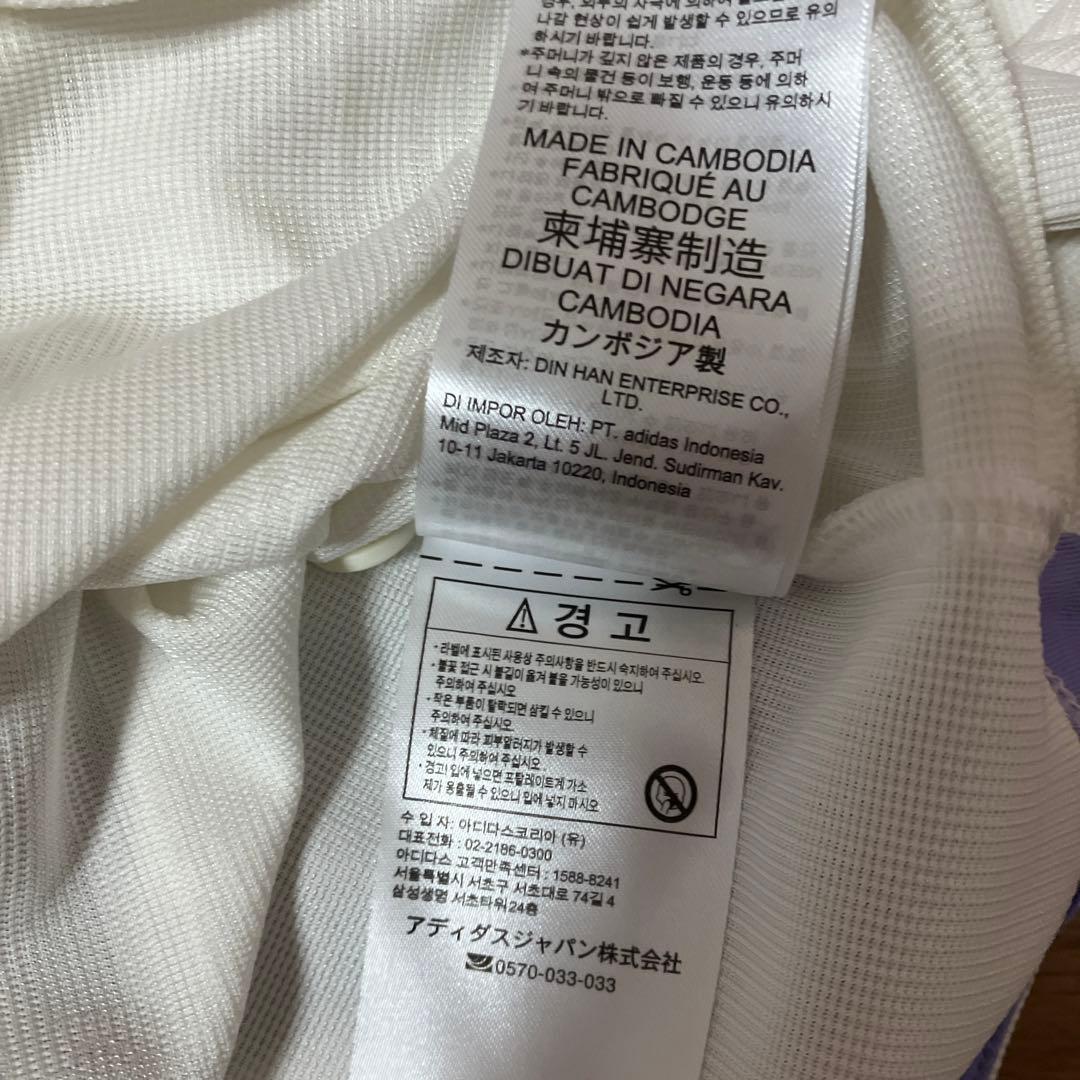 나감 현상이 쉽게 발생할 수 있으므로 유의
하시기 바랍니다.
*주머니가 깊지 않은 제품의 경우, 주머
니 속의 물건 등이 보행, 운동 등에 의하
여 주머니 밖으로 빠질 수 있으니 유의하시
기 바랍니다.
MADE IN CAMBODIA
FABRIQUÉ AU
CAMBODGE
柬埔寨制造
DIBUAT DI NEGARA
CAMBODIA
カンボジア製
제조자: DIN HAN ENTERPRISE CO.,
LTD.
DI IMPOR OLEH: PT. adidas Indonesia
Mid Plaza 2, Lt. 5 JL. Jend. Sudirman Kav.
10-11 Jakarta 10220, Indonesia
경고
· 라벨에 표시된 사용상 주의사항을 반드시 숙지하여 주십시오.
· 불꽃 접근 시 불길이 옮겨 붙을 가능성이 있으니
주의하여 주십시오
· 작은 부품이 탈락되면 삼킬 수 있으니
주의하여 주십시오.
· 체질에 따라 피부알러지가 발생할 수
있으니 주의하여 주십시오.
· 경고! 입에 넣으면 프탈레이트계 가소
제가 용출될 수 있으니 입에 넣지 마시오
수 입 자: 아디다스코리아 (유)
대표전화 : 02-2186-0300
아디다스 고객만족센터 : 1588-8241
서울특별시 서초구 서초대로 74길 4
삼성생명 서초타워24층
アディダスジャパン株式会社
0570-033-033